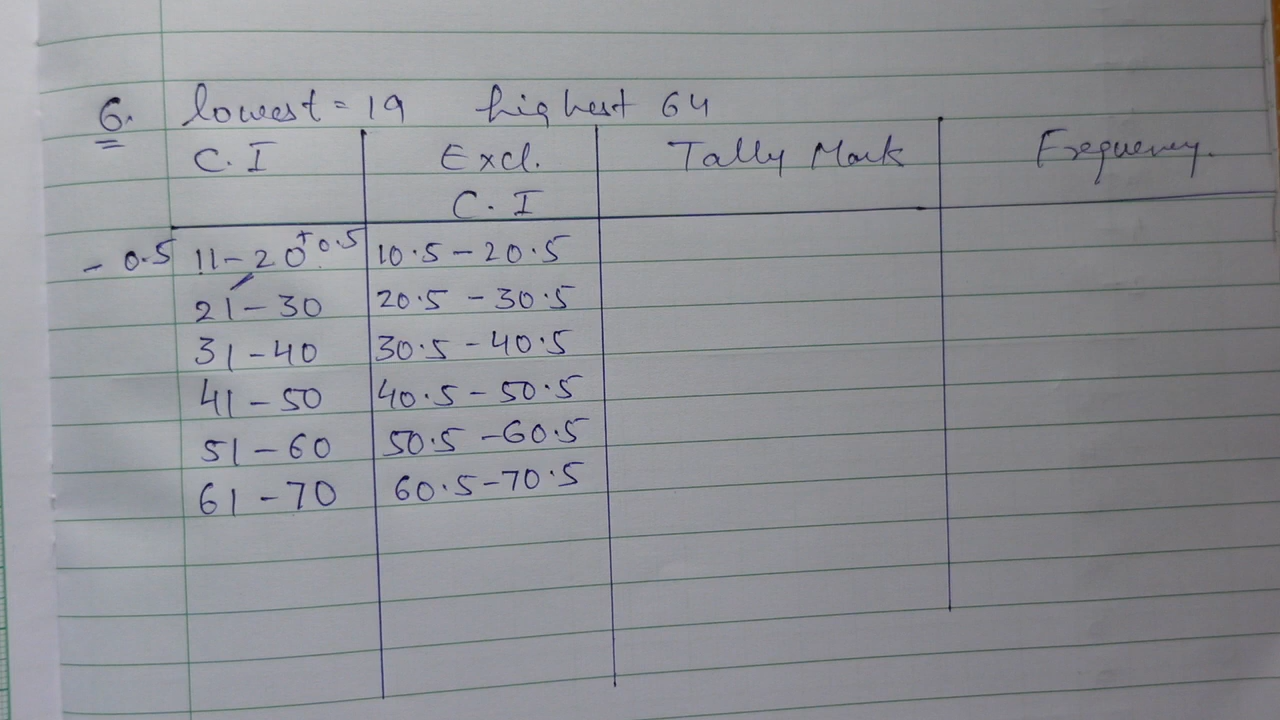 6. lowest = 19 highest 64
C.I Excl. C.I Tally Mark Frequency.
- 0.5 11-20 +0.5 10.5-20.5
21-30 20.5-30.5
31-40 30.5-40.5
41-50 40.5-50.5
51-60 50.5-60.5
61-70 60.5-70.5